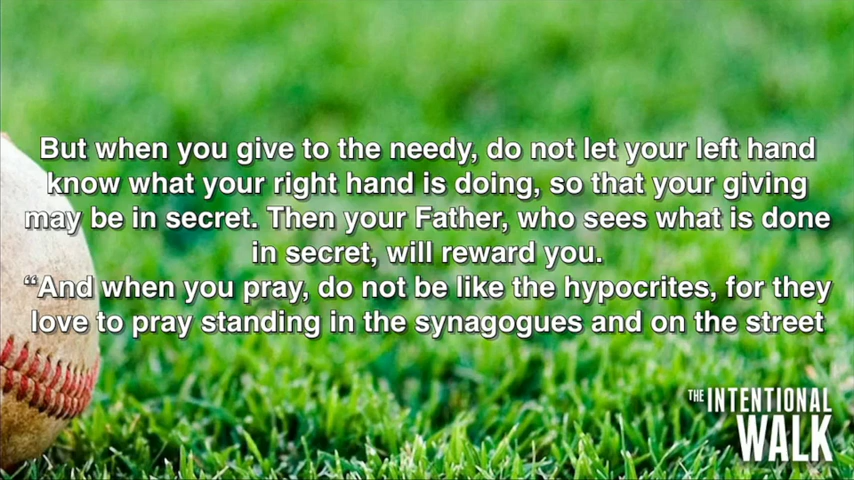 But when you give to the needy, do not let your left hand
know what your right hand is doing, so that your giving
may be in secret. Then your Father, who sees what is done
in secret, will reward you.
“And when you pray, do not be like the hypocrites, for they
love to pray standing in the synagogues and on the street
THE INTENTIONAL
WALK